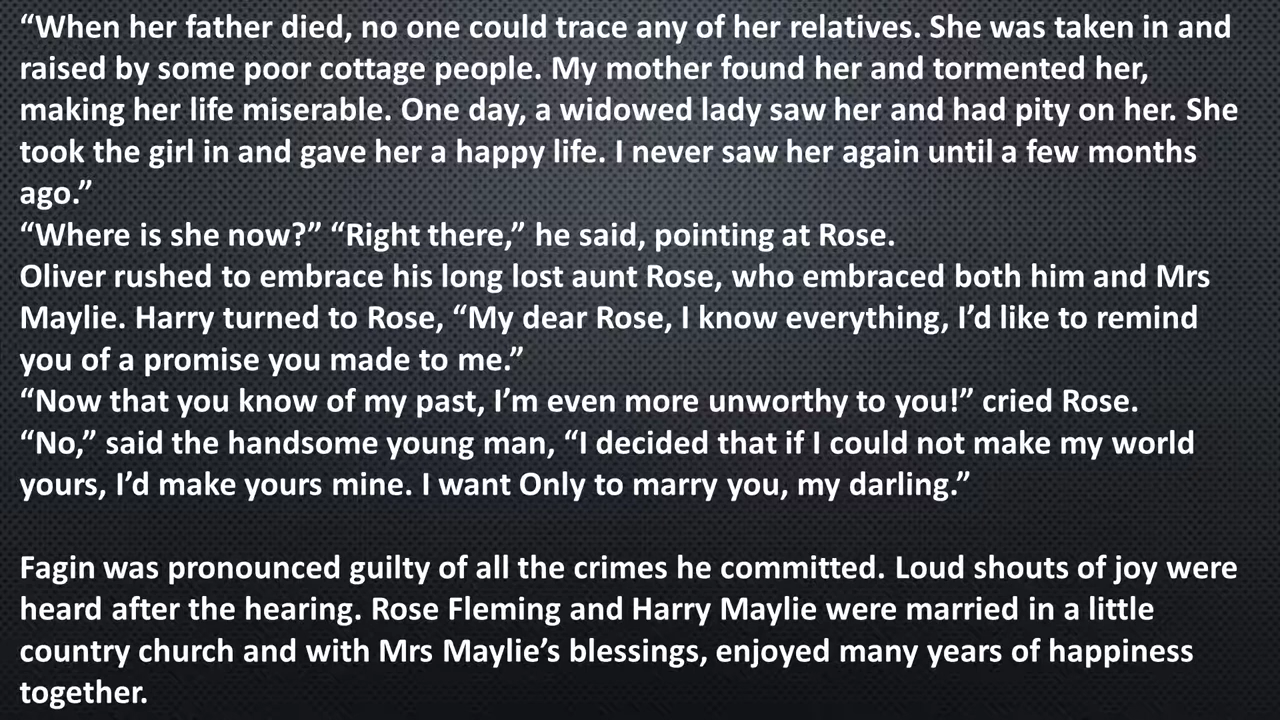 “When her father died, no one could trace any of her relatives. She was taken in and
raised by some poor cottage people. My mother found her and tormented her,
making her life miserable. One day, a widowed lady saw her and had pity on her. She
took the girl in and gave her a happy life. I never saw her again until a few months
ago.”
“Where is she now?” “Right there,” he said, pointing at Rose.
Oliver rushed to embrace his long lost aunt Rose, who embraced both him and Mrs
Maylie. Harry turned to Rose, “My dear Rose, I know everything, I’d like to remind
you of a promise you made to me.”
“Now that you know of my past, I’m even more unworthy to you!” cried Rose.
“No,” said the handsome young man, “I decided that if I could not make my world
yours, I’d make yours mine. I want Only to marry you, my darling.”
Fagin was pronounced guilty of all the crimes he committed. Loud shouts of joy were
heard after the hearing. Rose Fleming and Harry Maylie were married in a little
country church and with Mrs Maylie’s blessings, enjoyed many years of happiness
together.